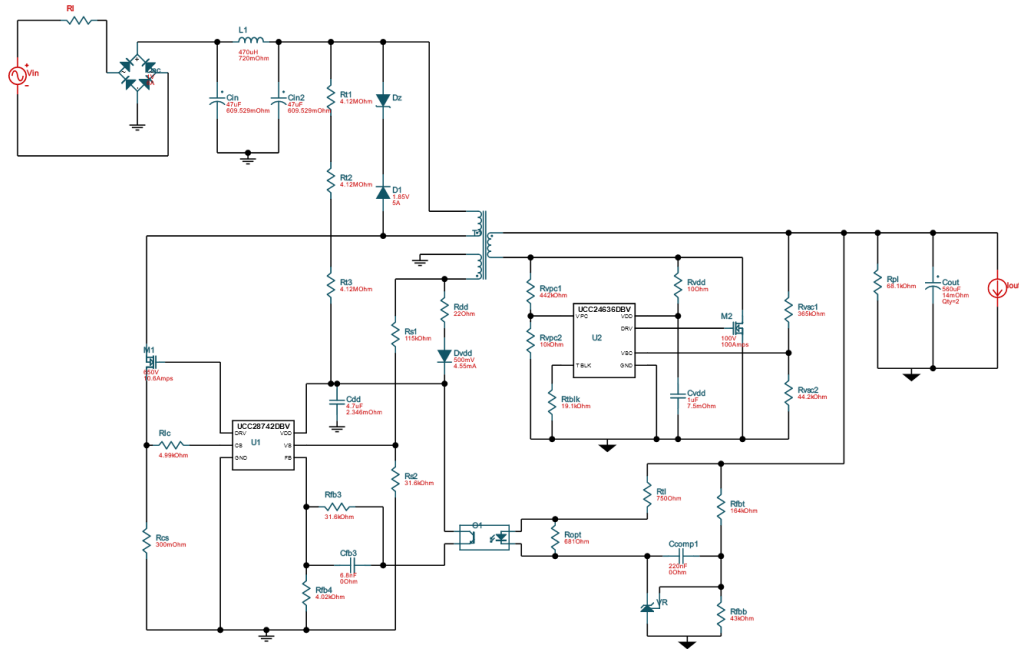 RI
Vin
L1
470uH
720mOhm
Cin
47uF
609.529mOhm
Cin2
47uF
609.529mOhm
Rt1
4.12MOhm
Dz
Rt2
4.12MOhm
D1
1.85V
5A
Rt3
4.12MOhm
Rdd
22Ohm
Rs1
115kOhm
Dvdd
500mV
4.55mA
M1
650V
10.6Amps
Cdd
4.7uF
2.346mOhm
UCC28742DBV
U1
DRV
CS
GND
VDD
VS
FB
Rlc
4.99kOhm
Rs2
31.6kOhm
Rcs
300mOhm
Rfb3
31.6kOhm
Cfb3
6.8nF
0Ohm
Rfb4
4.02kOhm
O1
Rvpc1
442kOhm
Rvpc2
10kOhm
UCC24636DBV
U2
VPC
TBLK
VDD
DRV
VSC
GND
Rvdd
10Ohm
M2
100V
100Amps
Rvsc1
365kOhm
Rvsc2
44.2kOhm
Rtblk
19.1kOhm
Cvdd
1uF
7.5mOhm
Rpl
68.1kOhm
Cout
560uF
14mOhm
Qty=2
Iout
Rtl
750Ohm
Rfbt
164kOhm
Ropt
681Ohm
Ccomp1
220nF
0Ohm
VR
Rfbb
43kOhm